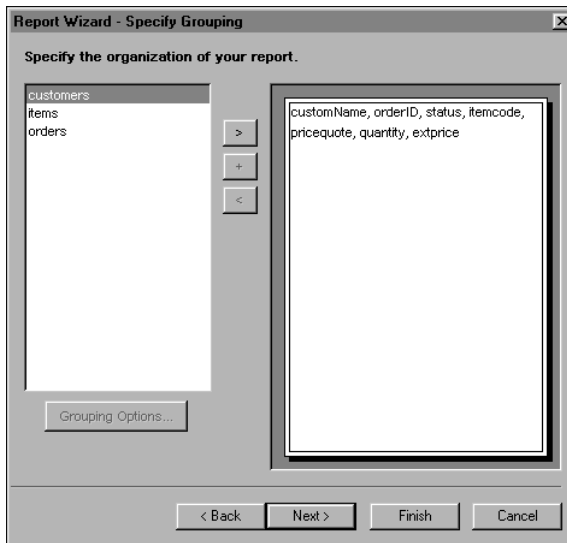 Report Wizard - Specify Grouping
Specify the organization of your report.
customers
items
orders
>
+
<
customName, orderID, status, itemcode,
pricequote, quantity, extprice
Grouping Options...
< Back
Next >
Finish
Cancel